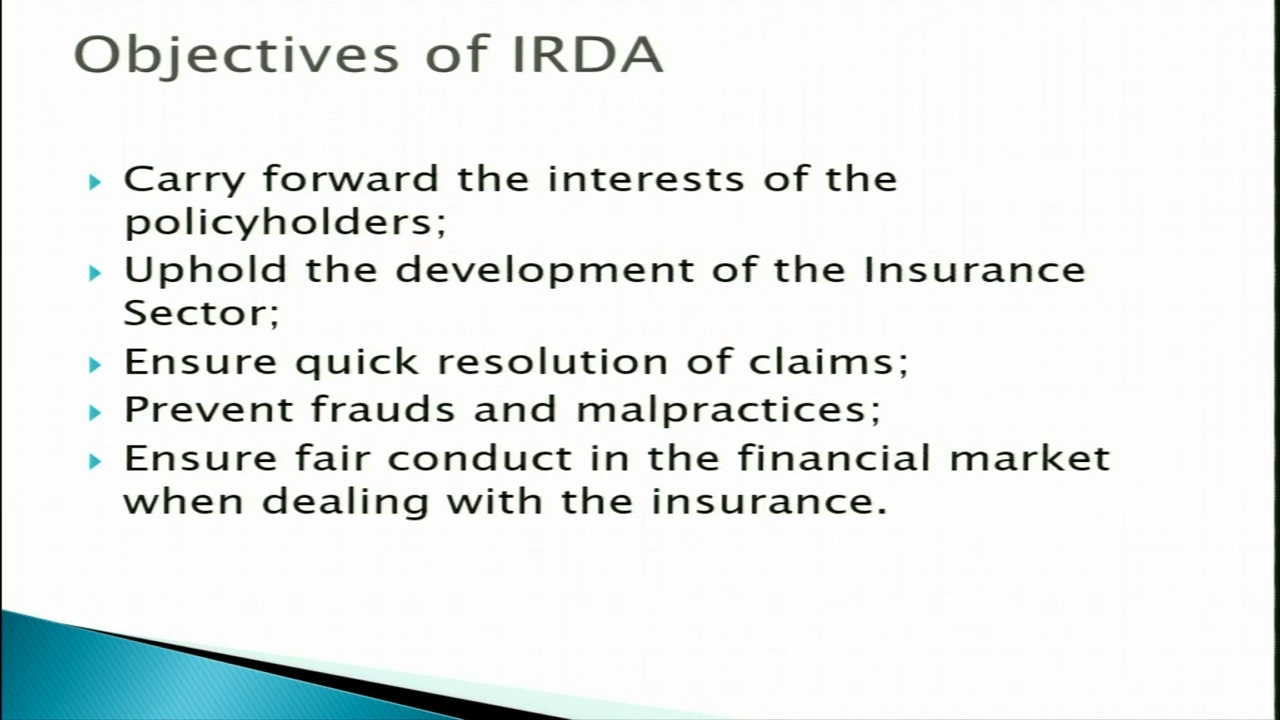 Objectives of IRDA
Carry forward the interests of the
policyholders;
Uphold the development of the Insurance
Sector;
Ensure quick resolution of claims;
Prevent frauds and malpractices;
Ensure fair conduct in the financial market
when dealing with the insurance.